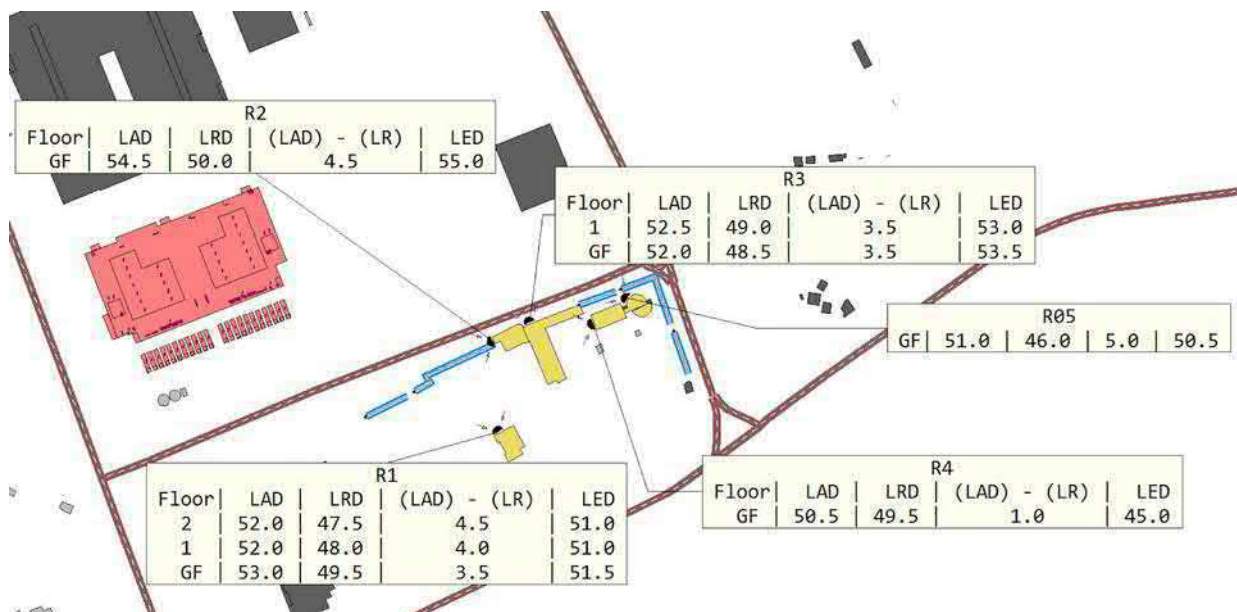 R2
Floor| LAD | LRD | (LAD) - (LR) | LED
GF | 54.5 | 50.0 | 4.5 | 55.0
R3
Floor| LAD | LRD | (LAD) - (LR) | LED
1 | 52.5 | 49.0 | 3.5 | 53.0
GF | 52.0 | 48.5 | 3.5 | 53.5
R05
GF| 51.0 | 46.0 | 5.0 | 50.5
R1
Floor| LAD | LRD | (LAD) - (LR) | LED
2 | 52.0 | 47.5 | 4.5 | 51.0
1 | 52.0 | 48.0 | 4.0 | 51.0
GF | 53.0 | 49.5 | 3.5 | 51.5
R4
Floor| LAD | LRD | (LAD) - (LR) | LED
GF | 50.5 | 49.5 | 1.0 | 45.0